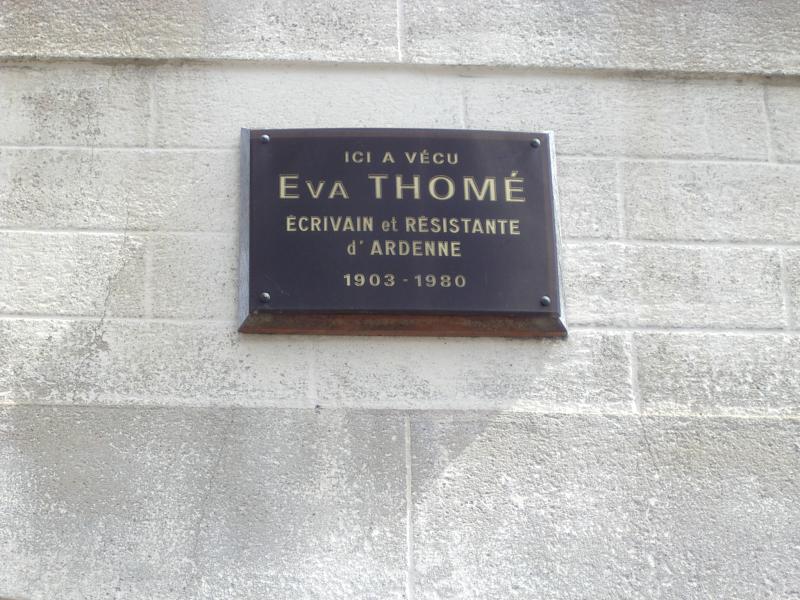 ICI A VÉCU
EVA THOMÉ
ÉCRIVAIN et RÉSISTANTE
d' ARDENNE
1903 - 1980